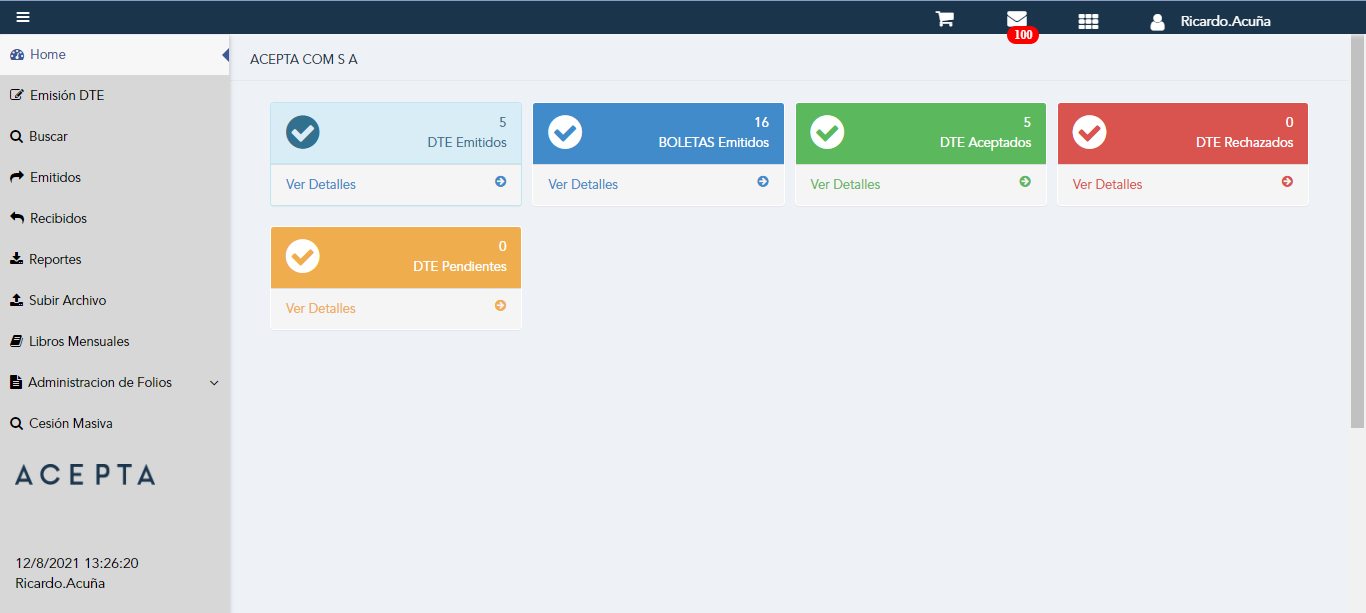 Ricardo.Acuña
100
Home
Emisión DTE
Buscar
Emitidos
Recibidos
Reportes
Subir Archivo
Libros Mensuales
Administracion de Folios
Cesión Masiva
ACEPTA
12/8/2021 13:26:20
Ricardo.Acuña
ACEPTA COM S A
5
DTE Emitidos
Ver Detalles
16
BOLETAS Emitidos
Ver Detalles
5
DTE Aceptados
Ver Detalles
0
DTE Rechazados
Ver Detalles
0
DTE Pendientes
Ver Detalles